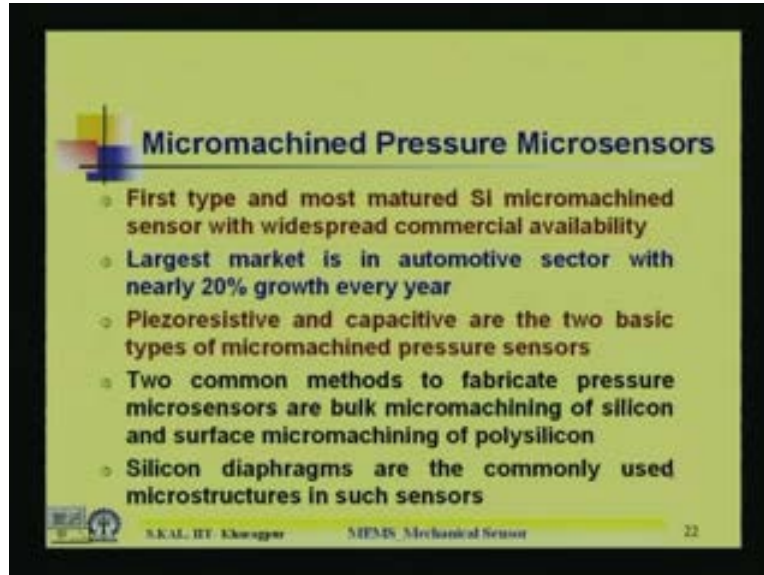 Micromachined Pressure Microsensors
First type and most matured Si micromachined
sensor with widespread commercial availability
Largest market is in automotive sector with
nearly 20% growth every year
Piezoresistive and capacitive are the two basic
types of micromachined pressure sensors
Two common methods to fabricate pressure
microsensors are bulk micromachining of silicon
and surface micromachining of polysilicon
Silicon diaphragms are the commonly used
microstructures in such sensors
S.KAL, IIT- Kharagpur MEMS_Mechanical Sensor 22